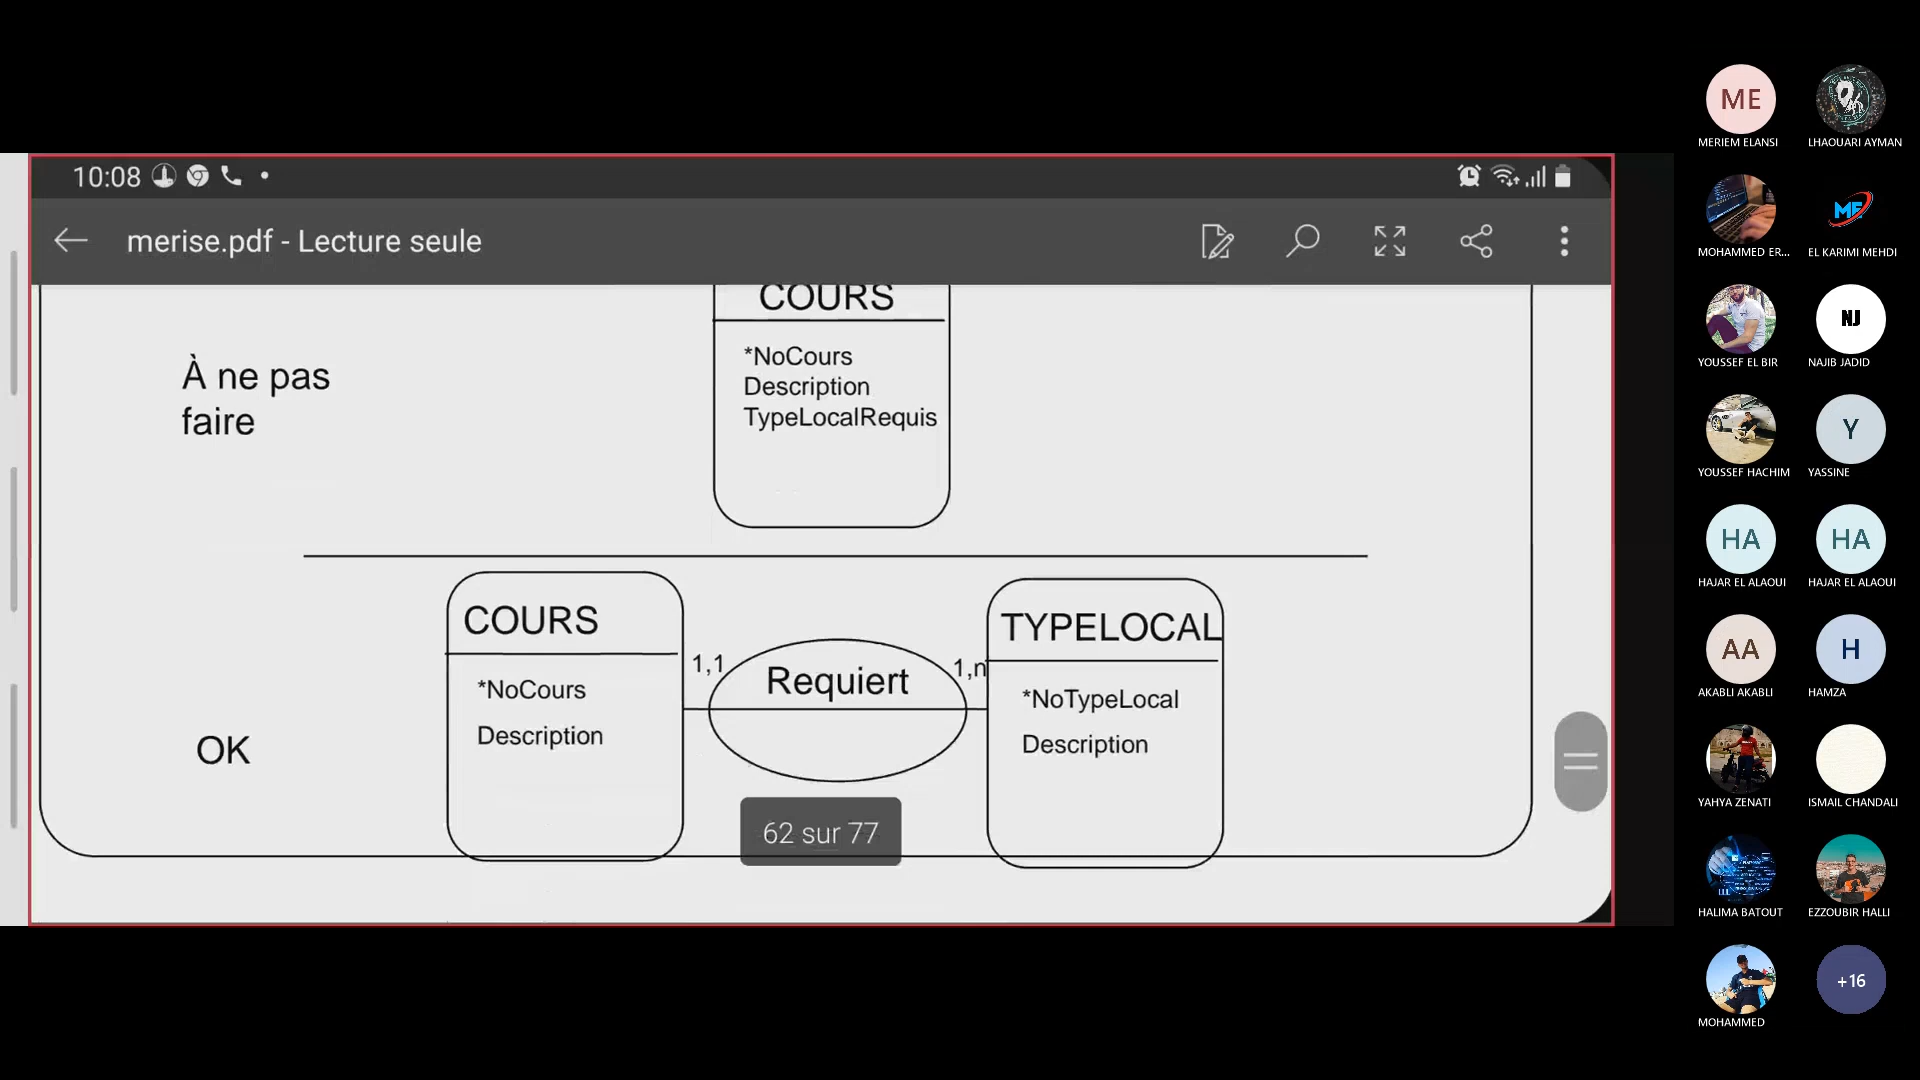 10:08
merise.pdf - Lecture seule
COURS
*NoCours
Description
TypeLocalRequis
À ne pas
faire
COURS
*NoCours
Description
1,1
Requiert
1,n
TYPELOCAL
*NoTypeLocal
Description
OK
62 sur 77
ME
MERIEM ELANSI
LHAOUARI AYMAN
MOHAMMED ER...
ME
EL KARIMI MEHDI
YOUSSEF EL BIR
NJ
NAJIB JADID
YOUSSEF HACHIM
Y
YASSINE
HA
HAJAR EL ALAOUI
HA
HAJAR EL ALAOUI
AA
AKABLI AKABLI
H
HAMZA
YAHYA ZENATI
ISMAIL CHANDALI
HALIMA BATOUT
EZZOUBIR HALLI
MOHAMMED
+16